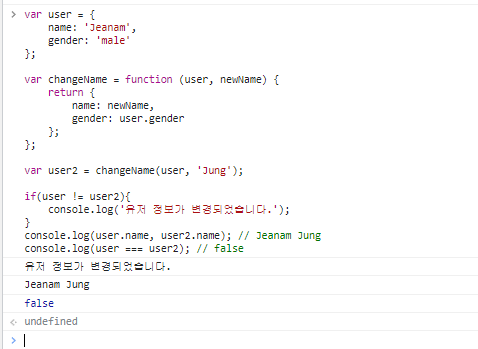 var user = {
    name: 'Jeanam',
    gender: 'male'
};

var changeName = function (user, newName) {
    return {
        name: newName,
        gender: user.gender
    };
};

var user2 = changeName(user, 'Jung');

if(user != user2){
    console.log('유저 정보가 변경되었습니다.');
}
console.log(user.name, user2.name); // Jeanam Jung
console.log(user === user2); // false
유저 정보가 변경되었습니다.
Jeanam Jung
false
undefined